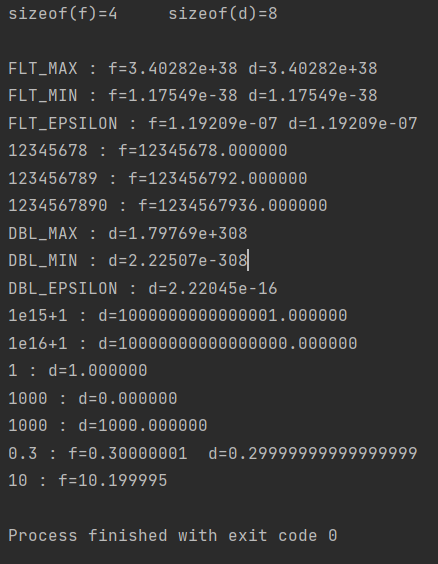 sizeof(f)=4     sizeof(d)=8
FLT_MAX : f=3.40282e+38 d=3.40282e+38
FLT_MIN : f=1.17549e-38 d=1.17549e-38
FLT_EPSILON : f=1.19209e-07 d=1.19209e-07
12345678 : f=12345678.000000
123456789 : f=123456792.000000
1234567890 : f=1234567936.000000
DBL_MAX : d=1.79769e+308
DBL_MIN : d=2.22507e-308
DBL_EPSILON : d=2.22045e-16
1e15+1 : d=1000000000000001.000000
1e16+1 : d=10000000000000000.000000
1 : d=1.000000
1000 : d=0.000000
1000 : d=1000.000000
0.3 : f=0.30000001  d=0.29999999999999999
10 : f=10.199995
Process finished with exit code 0